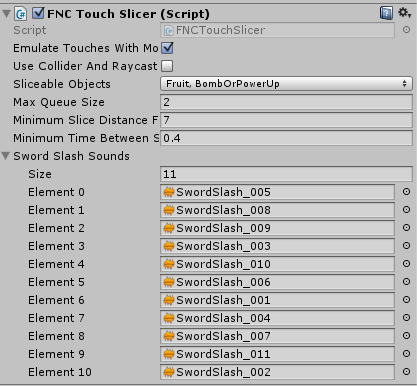 FNC Touch Slicer (Script)
Script FNCTouchSlicer
Emulate Touches With Mo
Use Collider And Raycast
Sliceable Objects Fruit, BombOrPowerUp
Max Queue Size 2
Minimum Slice Distance F 7
Minimum Time Between S 0.4
Sword Slash Sounds
Size 11
Element 0 SwordSlash_005
Element 1 SwordSlash_008
Element 2 SwordSlash_009
Element 3 SwordSlash_003
Element 4 SwordSlash_010
Element 5 SwordSlash_006
Element 6 SwordSlash_001
Element 7 SwordSlash_004
Element 8 SwordSlash_007
Element 9 SwordSlash_011
Element 10 SwordSlash_002